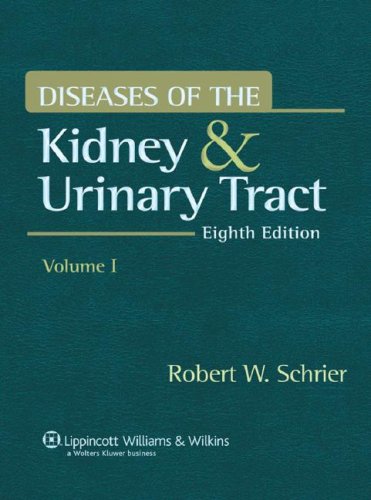 DISEASES OF THE
Kidney &
Urinary Tract
Eighth Edition
Volume I
Robert W. Schrier
Lippincott Williams & Wilkins
a Wolters Kluwer business